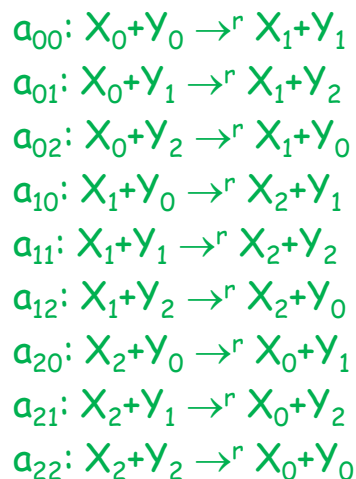 a₀₀: X₀+Y₀ →ʳ X₁+Y₁
a₀₁: X₀+Y₁ →ʳ X₁+Y₂
a₀₂: X₀+Y₂ →ʳ X₁+Y₀
a₁₀: X₁+Y₀ →ʳ X₂+Y₁
a₁₁: X₁+Y₁ →ʳ X₂+Y₂
a₁₂: X₁+Y₂ →ʳ X₂+Y₀
a₂₀: X₂+Y₀ →ʳ X₀+Y₁
a₂₁: X₂+Y₁ →ʳ X₀+Y₂
a₂₂: X₂+Y₂ →ʳ X₀+Y₀